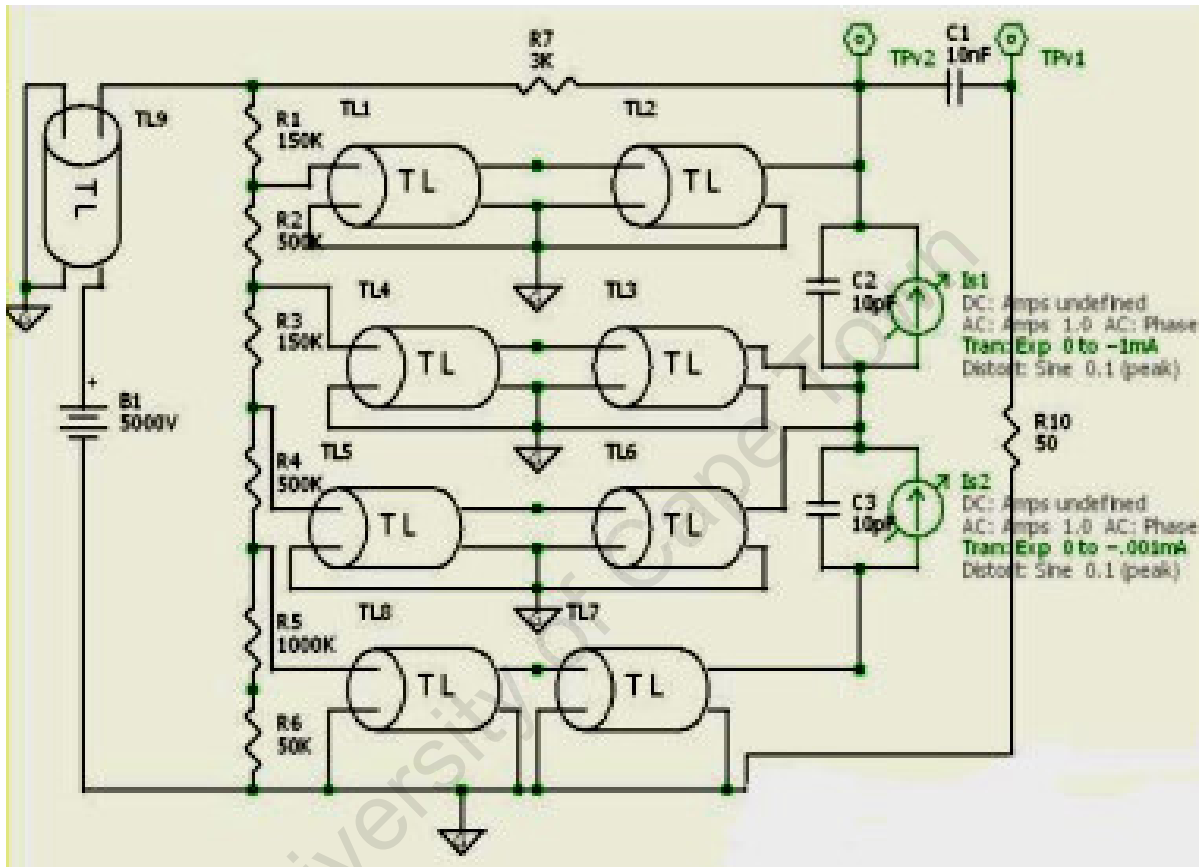 R7
3K
C1
10nF
TPv2
TPv1
TL9
TL
R1
150K
TL1
TL
TL2
TL
R2
500K
TL4
TL
TL3
TL
R3
150K
C2
10pF
Is1
DC: Amps undefined
AC: Amps 1.0 AC: Phase
Tran: Exp 0 to -1mA
Distort: Sine 0.1 (peak)
+
B1
5000V
R10
50
TL5
TL
TL6
TL
R4
500K
C3
10pF
Is2
DC: Amps undefined
AC: Amps 1.0 AC: Phase
Tran: Exp 0 to -.001mA
Distort: Sine 0.1 (peak)
TL8
TL
TL7
TL
R5
1000K
R6
50K
University of Cape Town